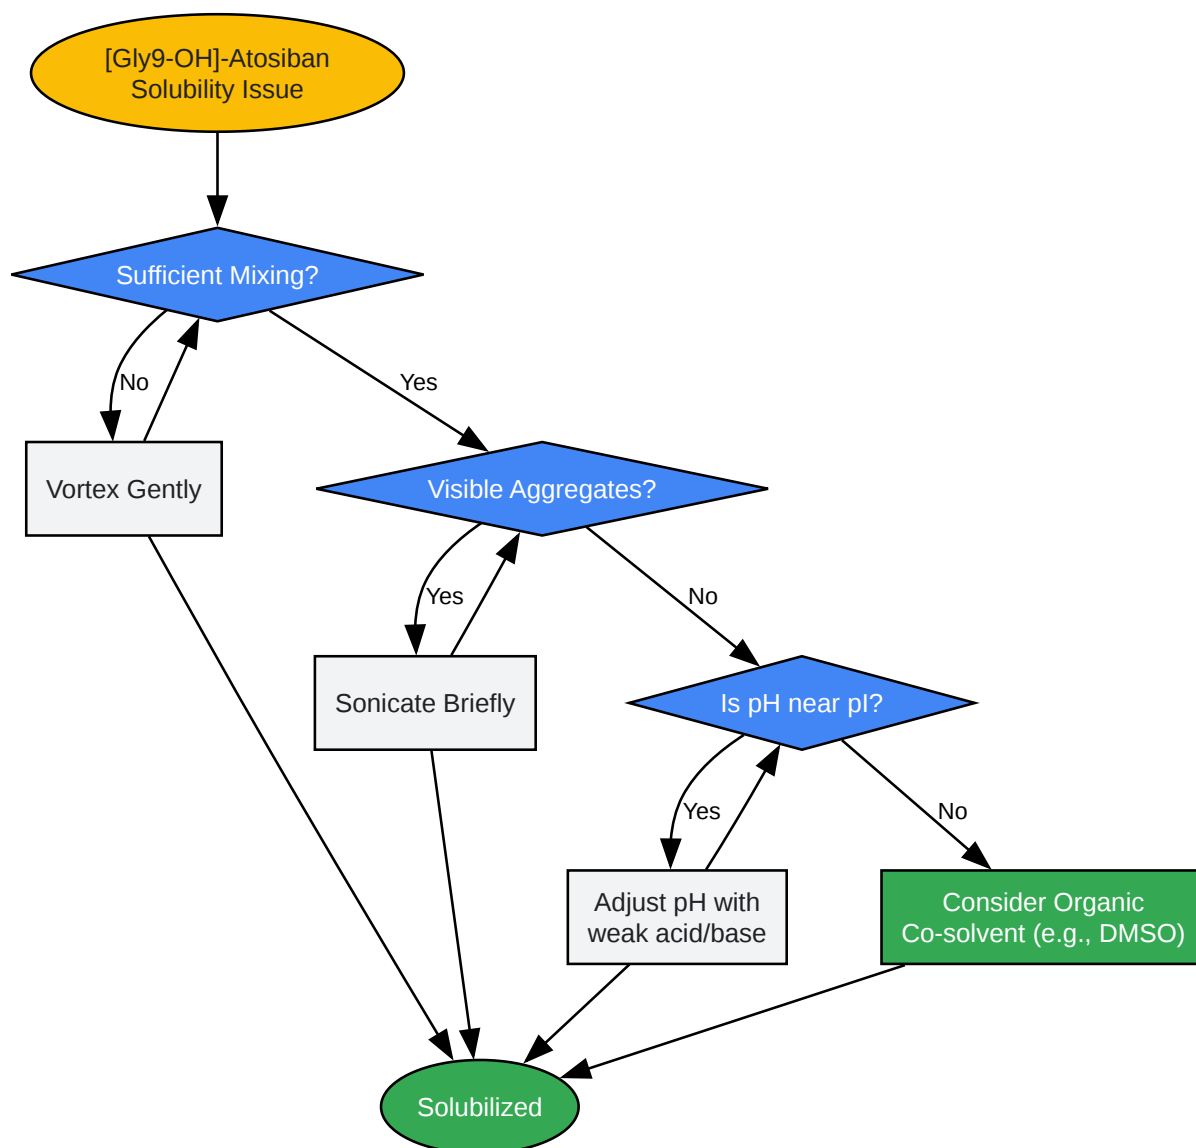 [Gly9-OH]-Atosiban
Solubility Issue
Sufficient Mixing?
No
Yes
Vortex Gently
Visible Aggregates?
Yes
No
Sonicate Briefly
Is pH near pI?
Yes
No
Adjust pH with
weak acid/base
Consider Organic
Co-solvent (e.g., DMSO)
Solubilized